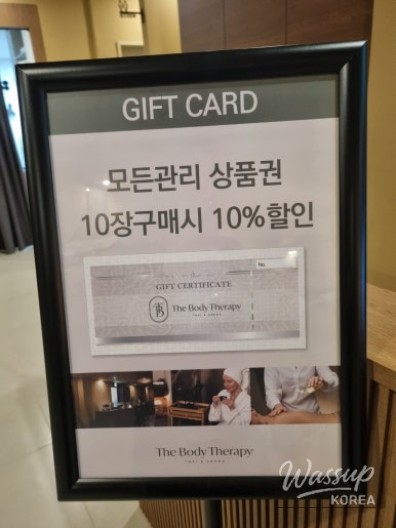 GIFT CARD
모든관리 상품권
10장구매시 10%할인
GIFT CERTIFICATE
The Body Therapy
The Body Therapy
Wassup
KOREA